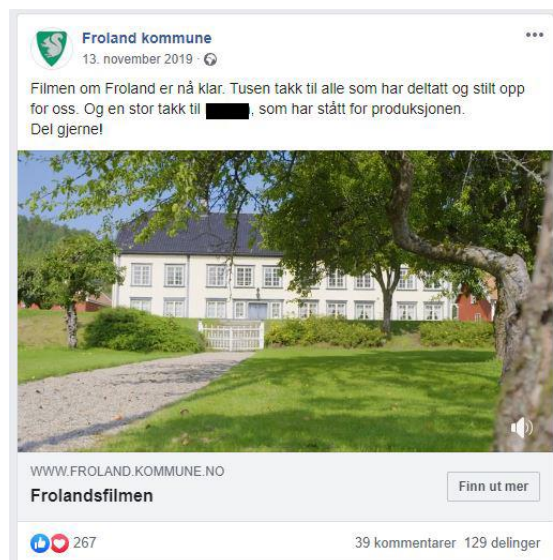 Froland kommune
13. november 2019 ·
Filmen om Froland er nå klar. Tusen takk til alle som har deltatt og stilt opp
for oss. Og en stor takk til , som har stått for produksjonen.
Del gjerne!
WWW.FROLAND.KOMMUNE.NO
Frolandsfilmen
Finn ut mer
267
39 kommentarer 129 delinger